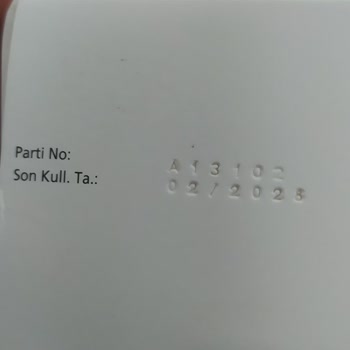 Parti No:
Son Kull. Ta.:
A13102